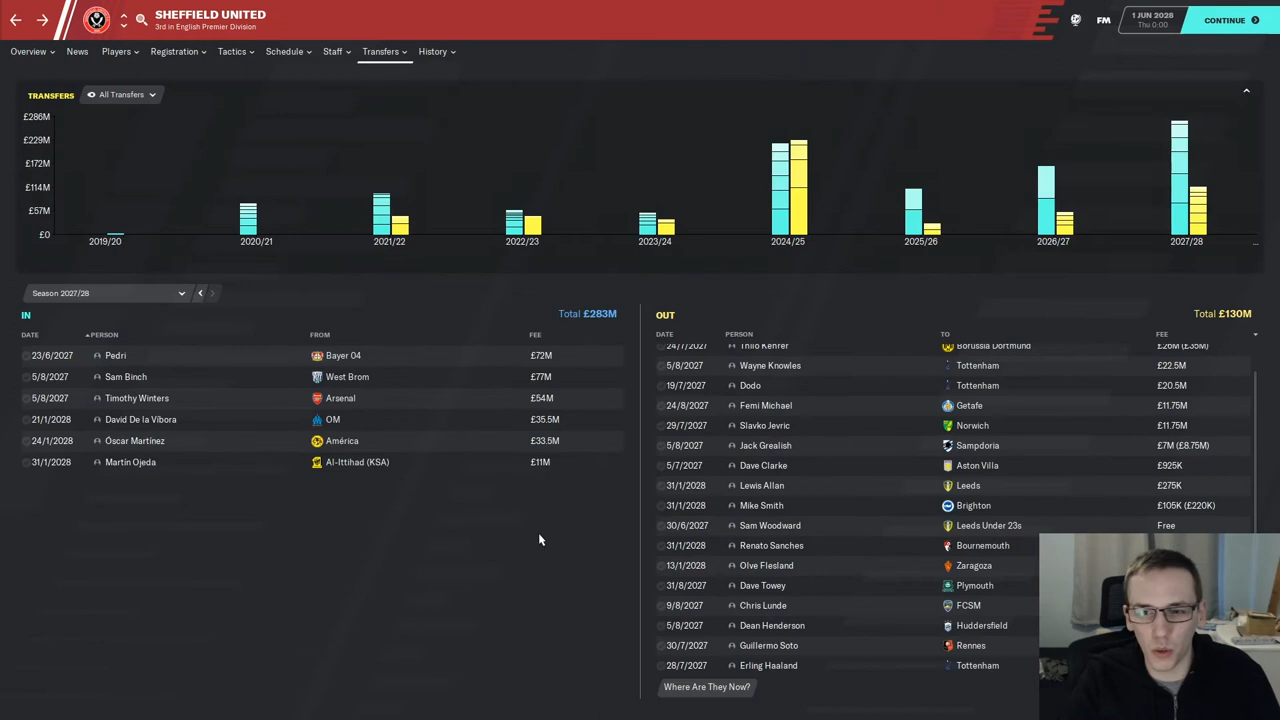 SHEFFIELD UNITED
3rd in English Premier Division
FM
1 JUN 2028
Thu 0:00
CONTINUE
Overview
News
Players
Registration
Tactics
Schedule
Staff
Transfers
History
TRANSFERS
All Transfers
£286M
£229M
£172M
£114M
£57M
£0
2019/20
2020/21
2021/22
2022/23
2023/24
2024/25
2025/26
2026/27
2027/28
...
Season 2027/28
IN
Total £283M
DATE PERSON FROM FEE
23/6/2027 Pedri Bayer 04 £72M
5/8/2027 Sam Binch West Brom £77M
5/8/2027 Timothy Winters Arsenal £54M
21/1/2028 David De la Víbora OM £35.5M
24/1/2028 Óscar Martínez América £33.5M
31/1/2028 Martín Ojeda Al-Ittihad (KSA) £11M
OUT
Total £130M
DATE PERSON TO FEE
24/7/2027 Thilo Kehrer Borussia Dortmund £26M (£35M)
5/8/2027 Wayne Knowles Tottenham £22.5M
19/7/2027 Dodo Tottenham £20.5M
24/8/2027 Femi Michael Getafe £11.75M
29/7/2027 Slavko Jevric Norwich £11.75M
5/8/2027 Jack Grealish Sampdoria £7M (£8.75M)
5/7/2027 Dave Clarke Aston Villa £925K
31/1/2028 Lewis Allan Leeds £275K
31/1/2028 Mike Smith Brighton £105K (£220K)
30/6/2027 Sam Woodward Leeds Under 23s Free
31/1/2028 Renato Sanches Bournemouth
13/1/2028 Olve Flesland Zaragoza
31/8/2027 Dave Towey Plymouth
9/8/2027 Chris Lunde FCSM
5/8/2027 Dean Henderson Huddersfield
30/7/2027 Guillermo Soto Rennes
28/7/2027 Erling Haaland Tottenham
Where Are They Now?